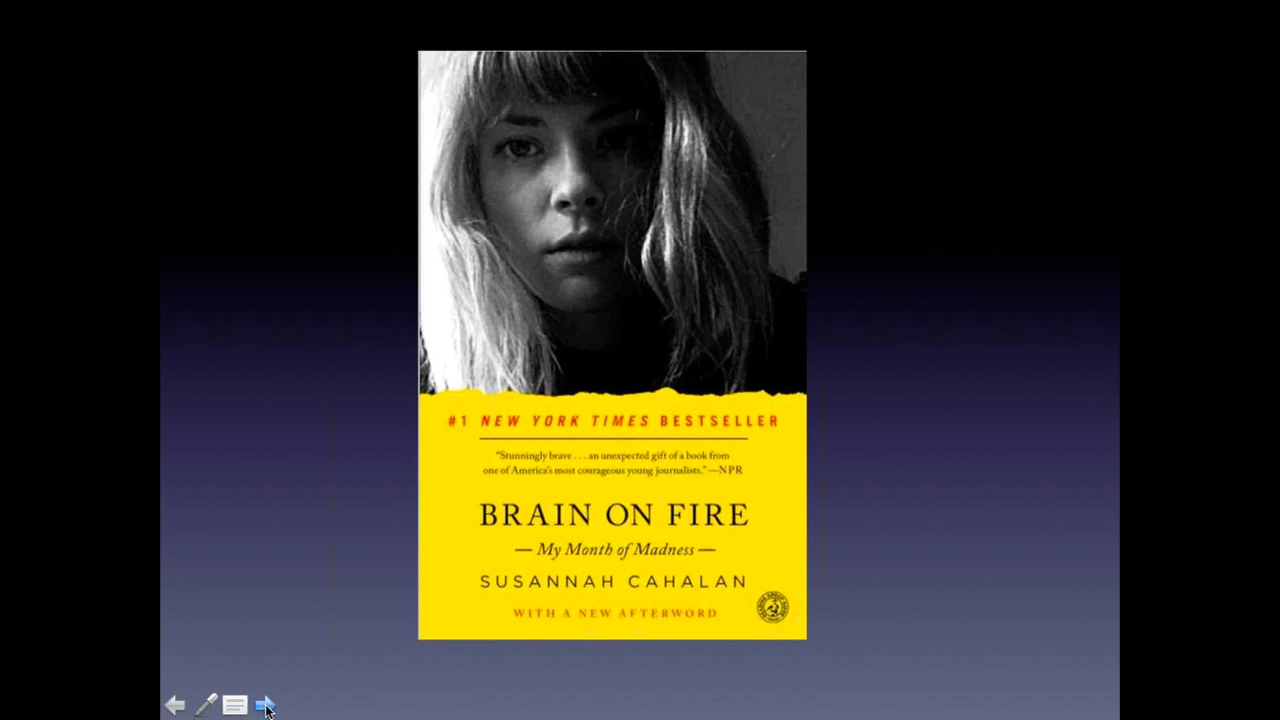 #1 NEW YORK TIMES BESTSELLER
“Stunningly brave . . . an unexpected gift of a book from
one of America’s most courageous young journalists.” —NPR
BRAIN ON FIRE
— My Month of Madness —
SUSANNAH CAHALAN
WITH A NEW AFTERWORD